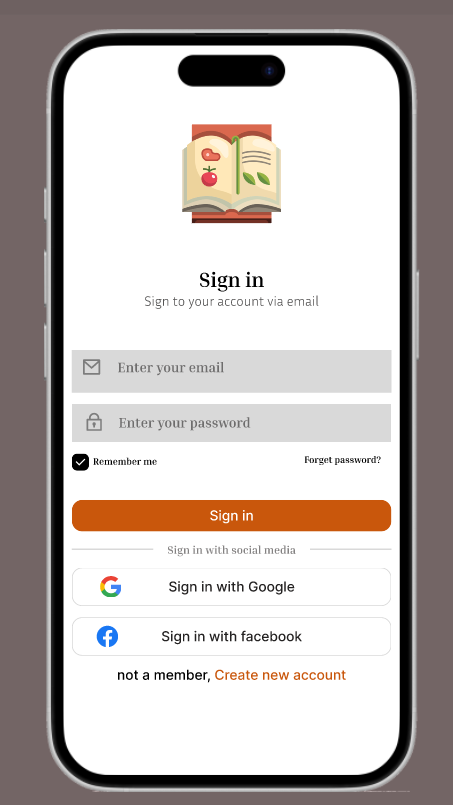 Sign in
Sign to your account via email
Enter your email
Enter your password
Remember me
Forget password?
Sign in
Sign in with social media
Sign in with Google
Sign in with facebook
not a member, Create new account